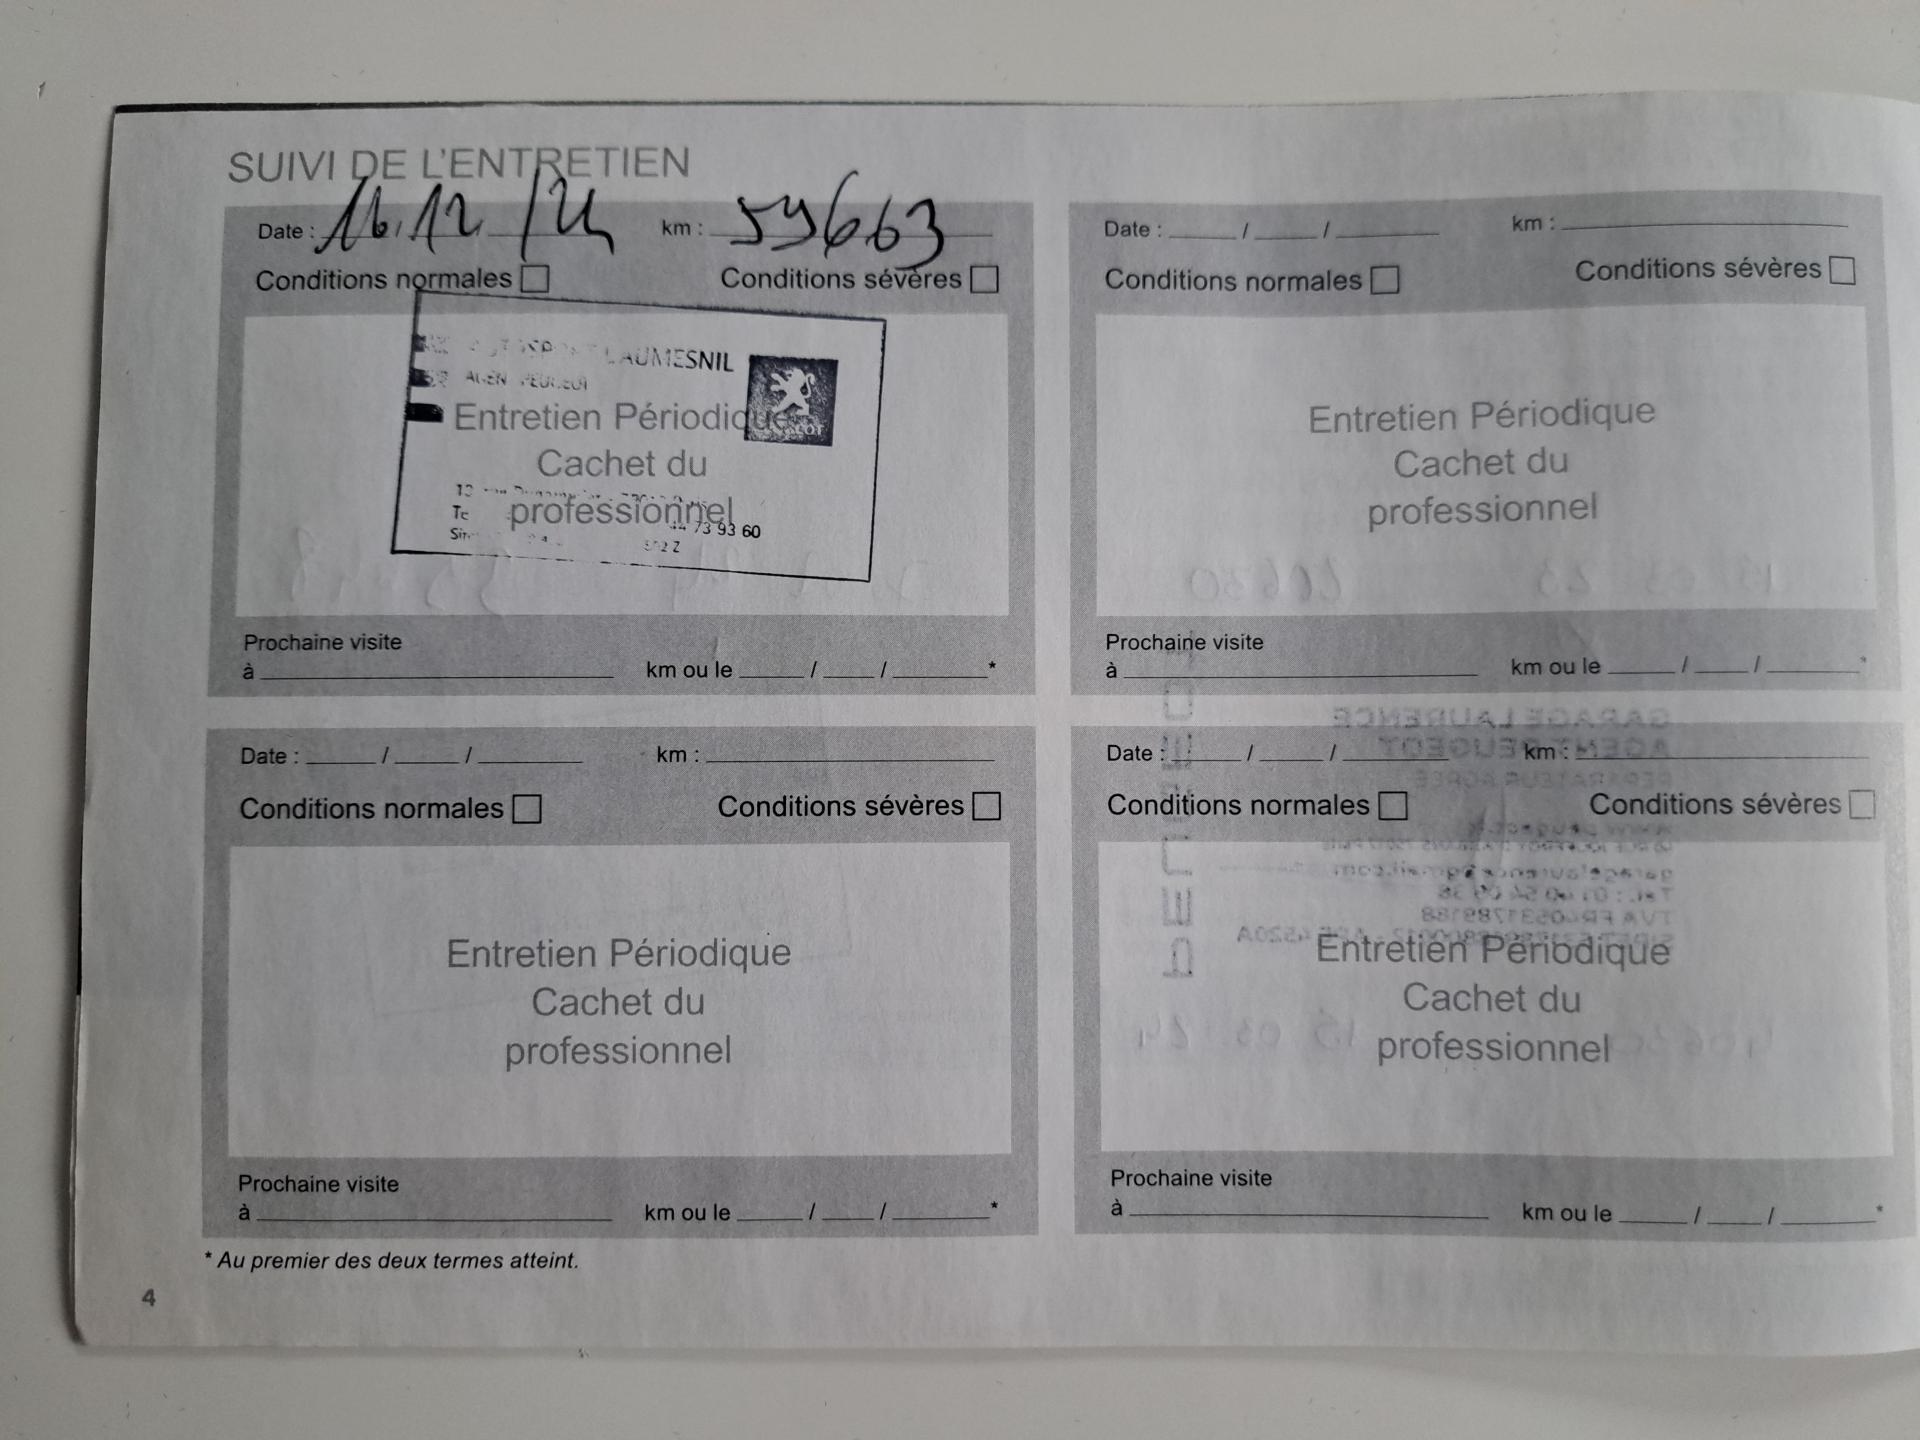 SUIVI DE L'ENTRETIEN
Date : 16.12/24 km : 59663
Conditions normales Conditions sévères
LAUMESNIL
AGEN PEUGEOT
Entretien Périodique
Cachet du
professionnel
73 93 60
Prochaine visite
à km ou le / / *
Date : / / km :
Conditions normales Conditions sévères
Entretien Périodique
Cachet du
professionnel
Prochaine visite
à km ou le / / *
Date : / / km :
Conditions normales Conditions sévères
Entretien Périodique
Cachet du
professionnel
Prochaine visite
à km ou le / / *
Date : / / km :
Conditions normales Conditions sévères
Entretien Périodique
Cachet du
professionnel
Prochaine visite
à km ou le / / *
* Au premier des deux termes atteint.
4